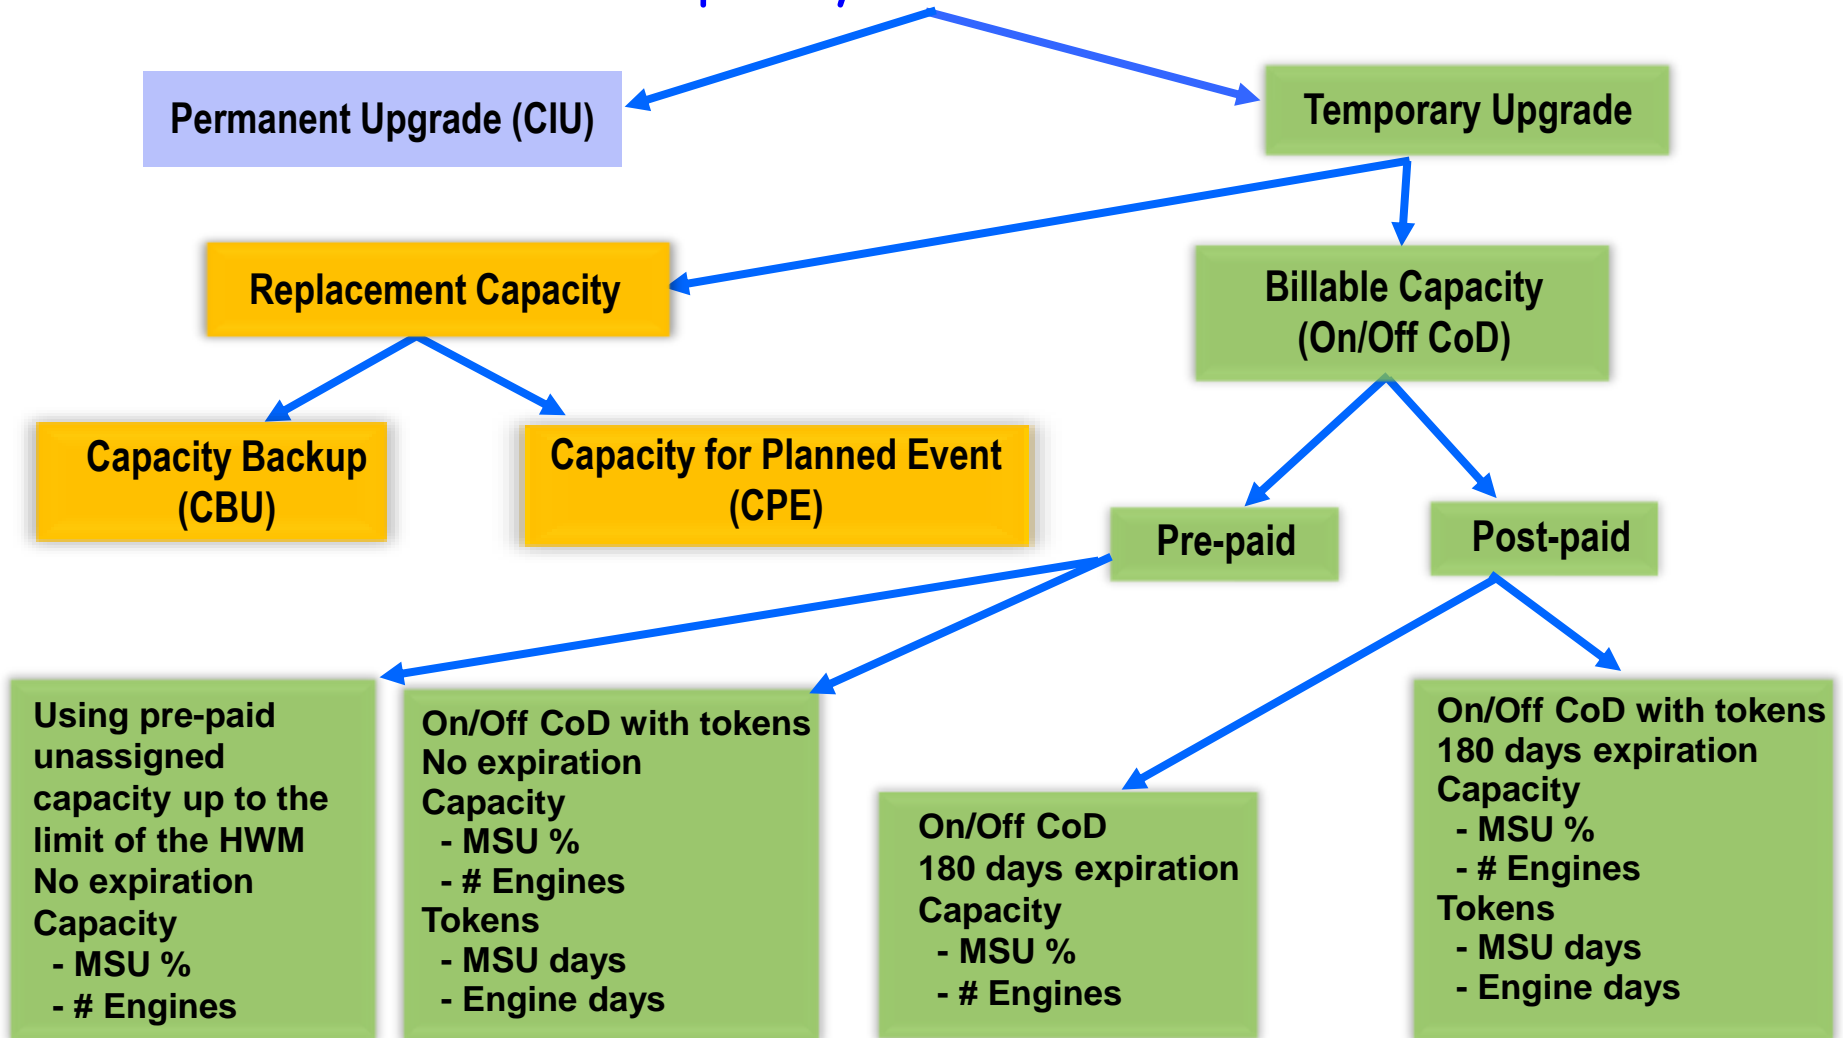 Permanent Upgrade (CIU)
Temporary Upgrade
Replacement Capacity
Billable Capacity
(On/Off CoD)
Capacity Backup
(CBU)
Capacity for Planned Event
(CPE)
Pre-paid
Post-paid
Using pre-paid
unassigned
capacity up to the
limit of the HWM
No expiration
Capacity
- MSU %
- # Engines
On/Off CoD with tokens
No expiration
Capacity
- MSU %
- # Engines
Tokens
- MSU days
- Engine days
On/Off CoD
180 days expiration
Capacity
- MSU %
- # Engines
On/Off CoD with tokens
180 days expiration
Capacity
- MSU %
- # Engines
Tokens
- MSU days
- Engine days